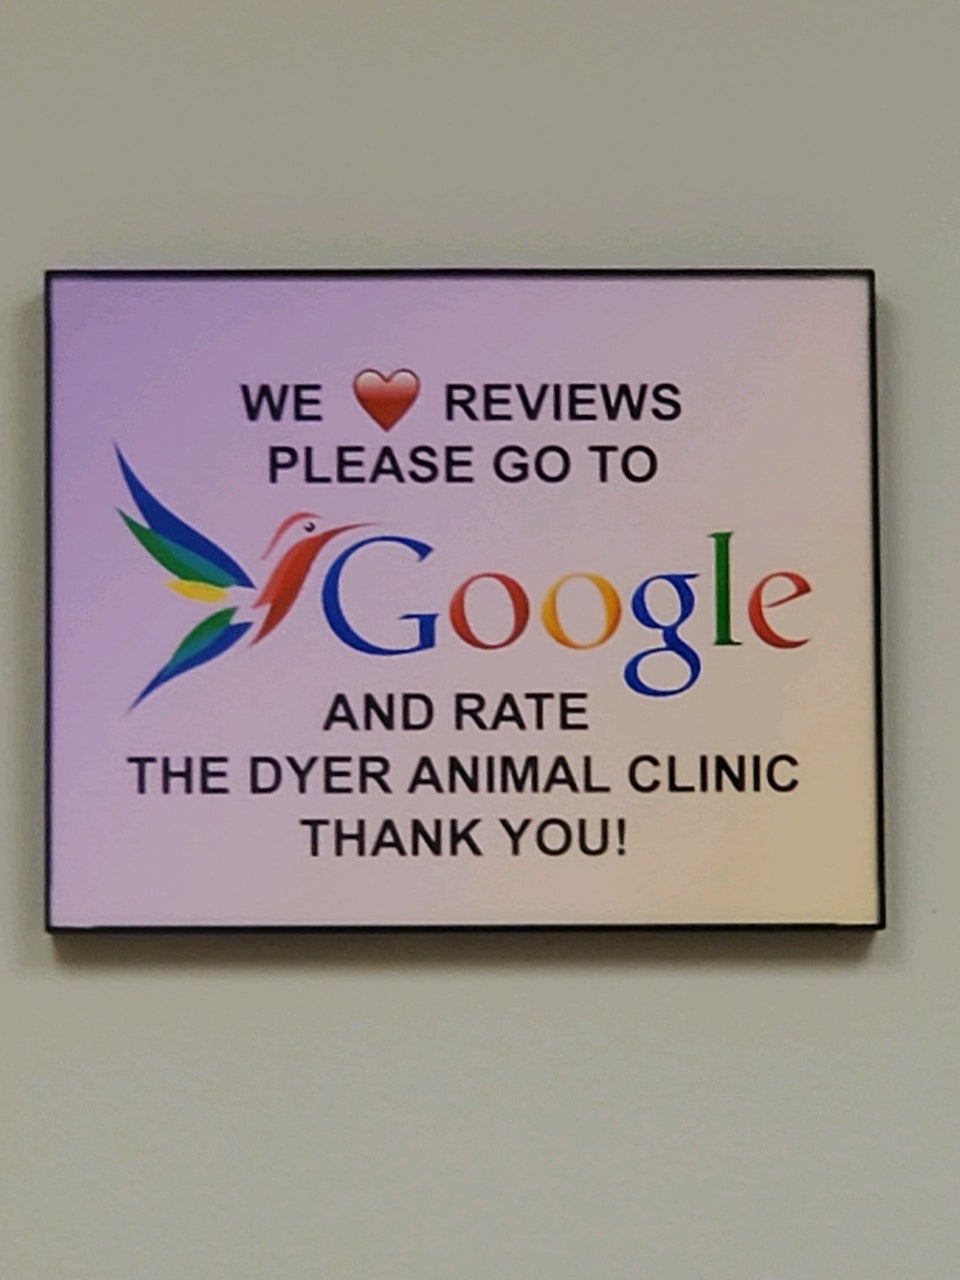 WE ❤️ REVIEWS
PLEASE GO TO
Google
AND RATE
THE DYER ANIMAL CLINIC
THANK YOU!